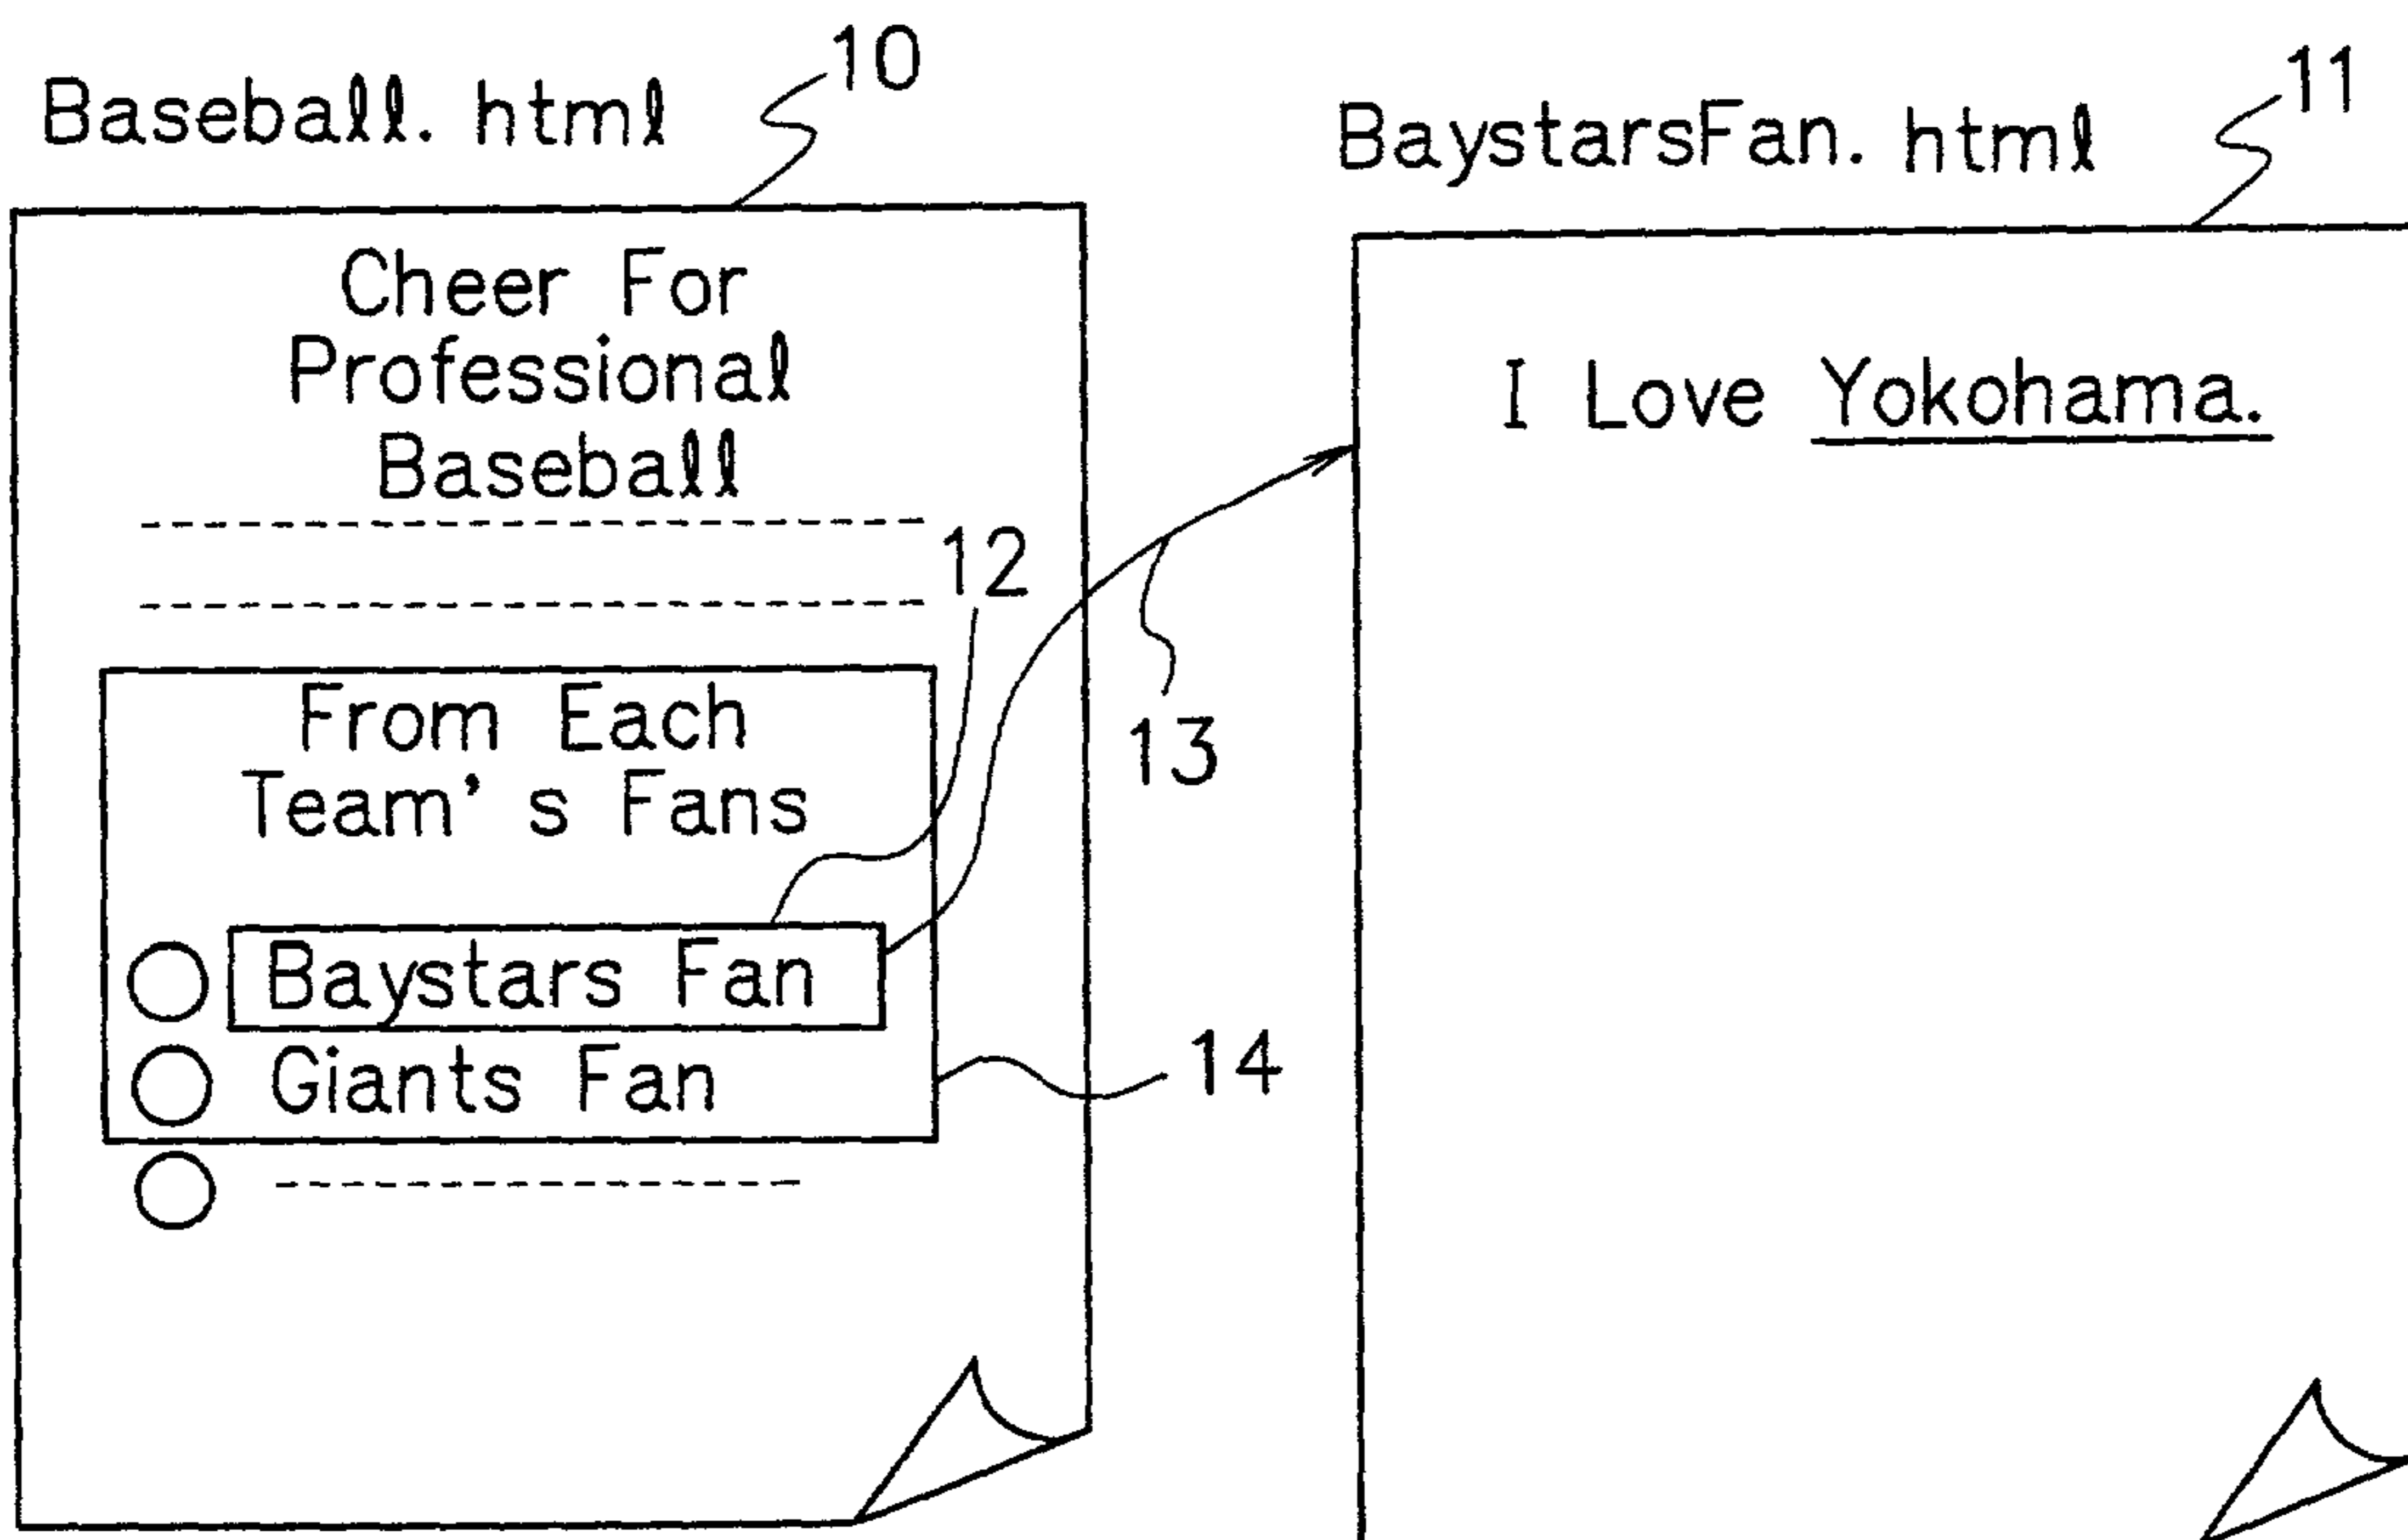 10
Baseball. html
11
BaystarsFan. html
Cheer For
Professional
Baseball
I Love Yokohama.
12
From Each
Team' s Fans
13
Baystars Fan
Giants Fan
14